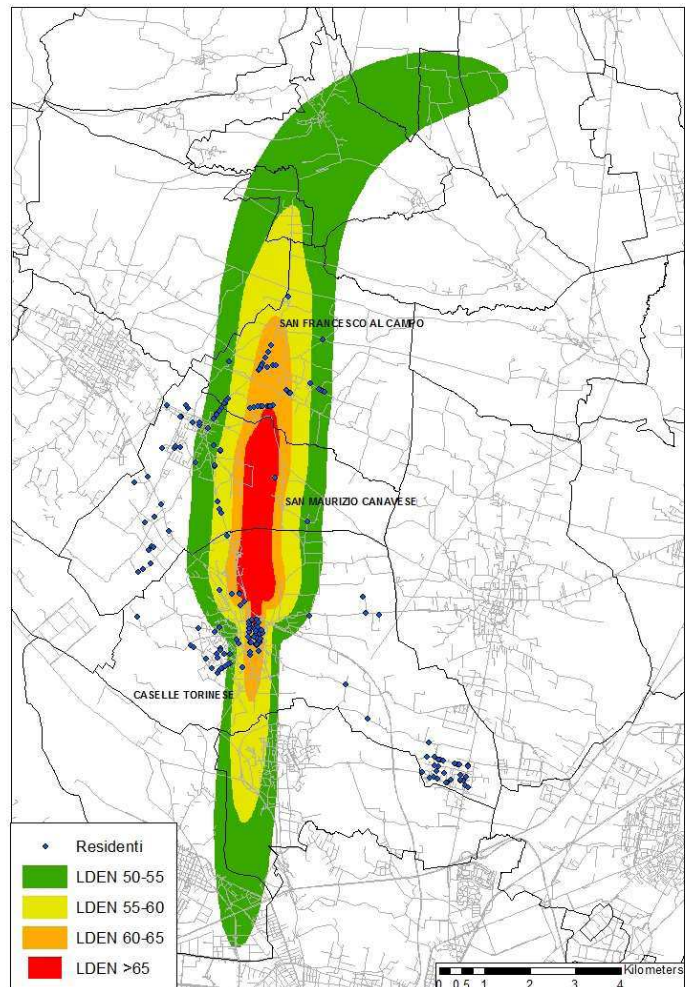 SAN FRANCESCO AL CAMPO
SAN MAURIZIO CANAVESE
CASELLE TORINESE
Residenti
LDEN 50-55
LDEN 55-60
LDEN 60-65
LDEN >65
Kilometers
0 0.5 1 2 3 4